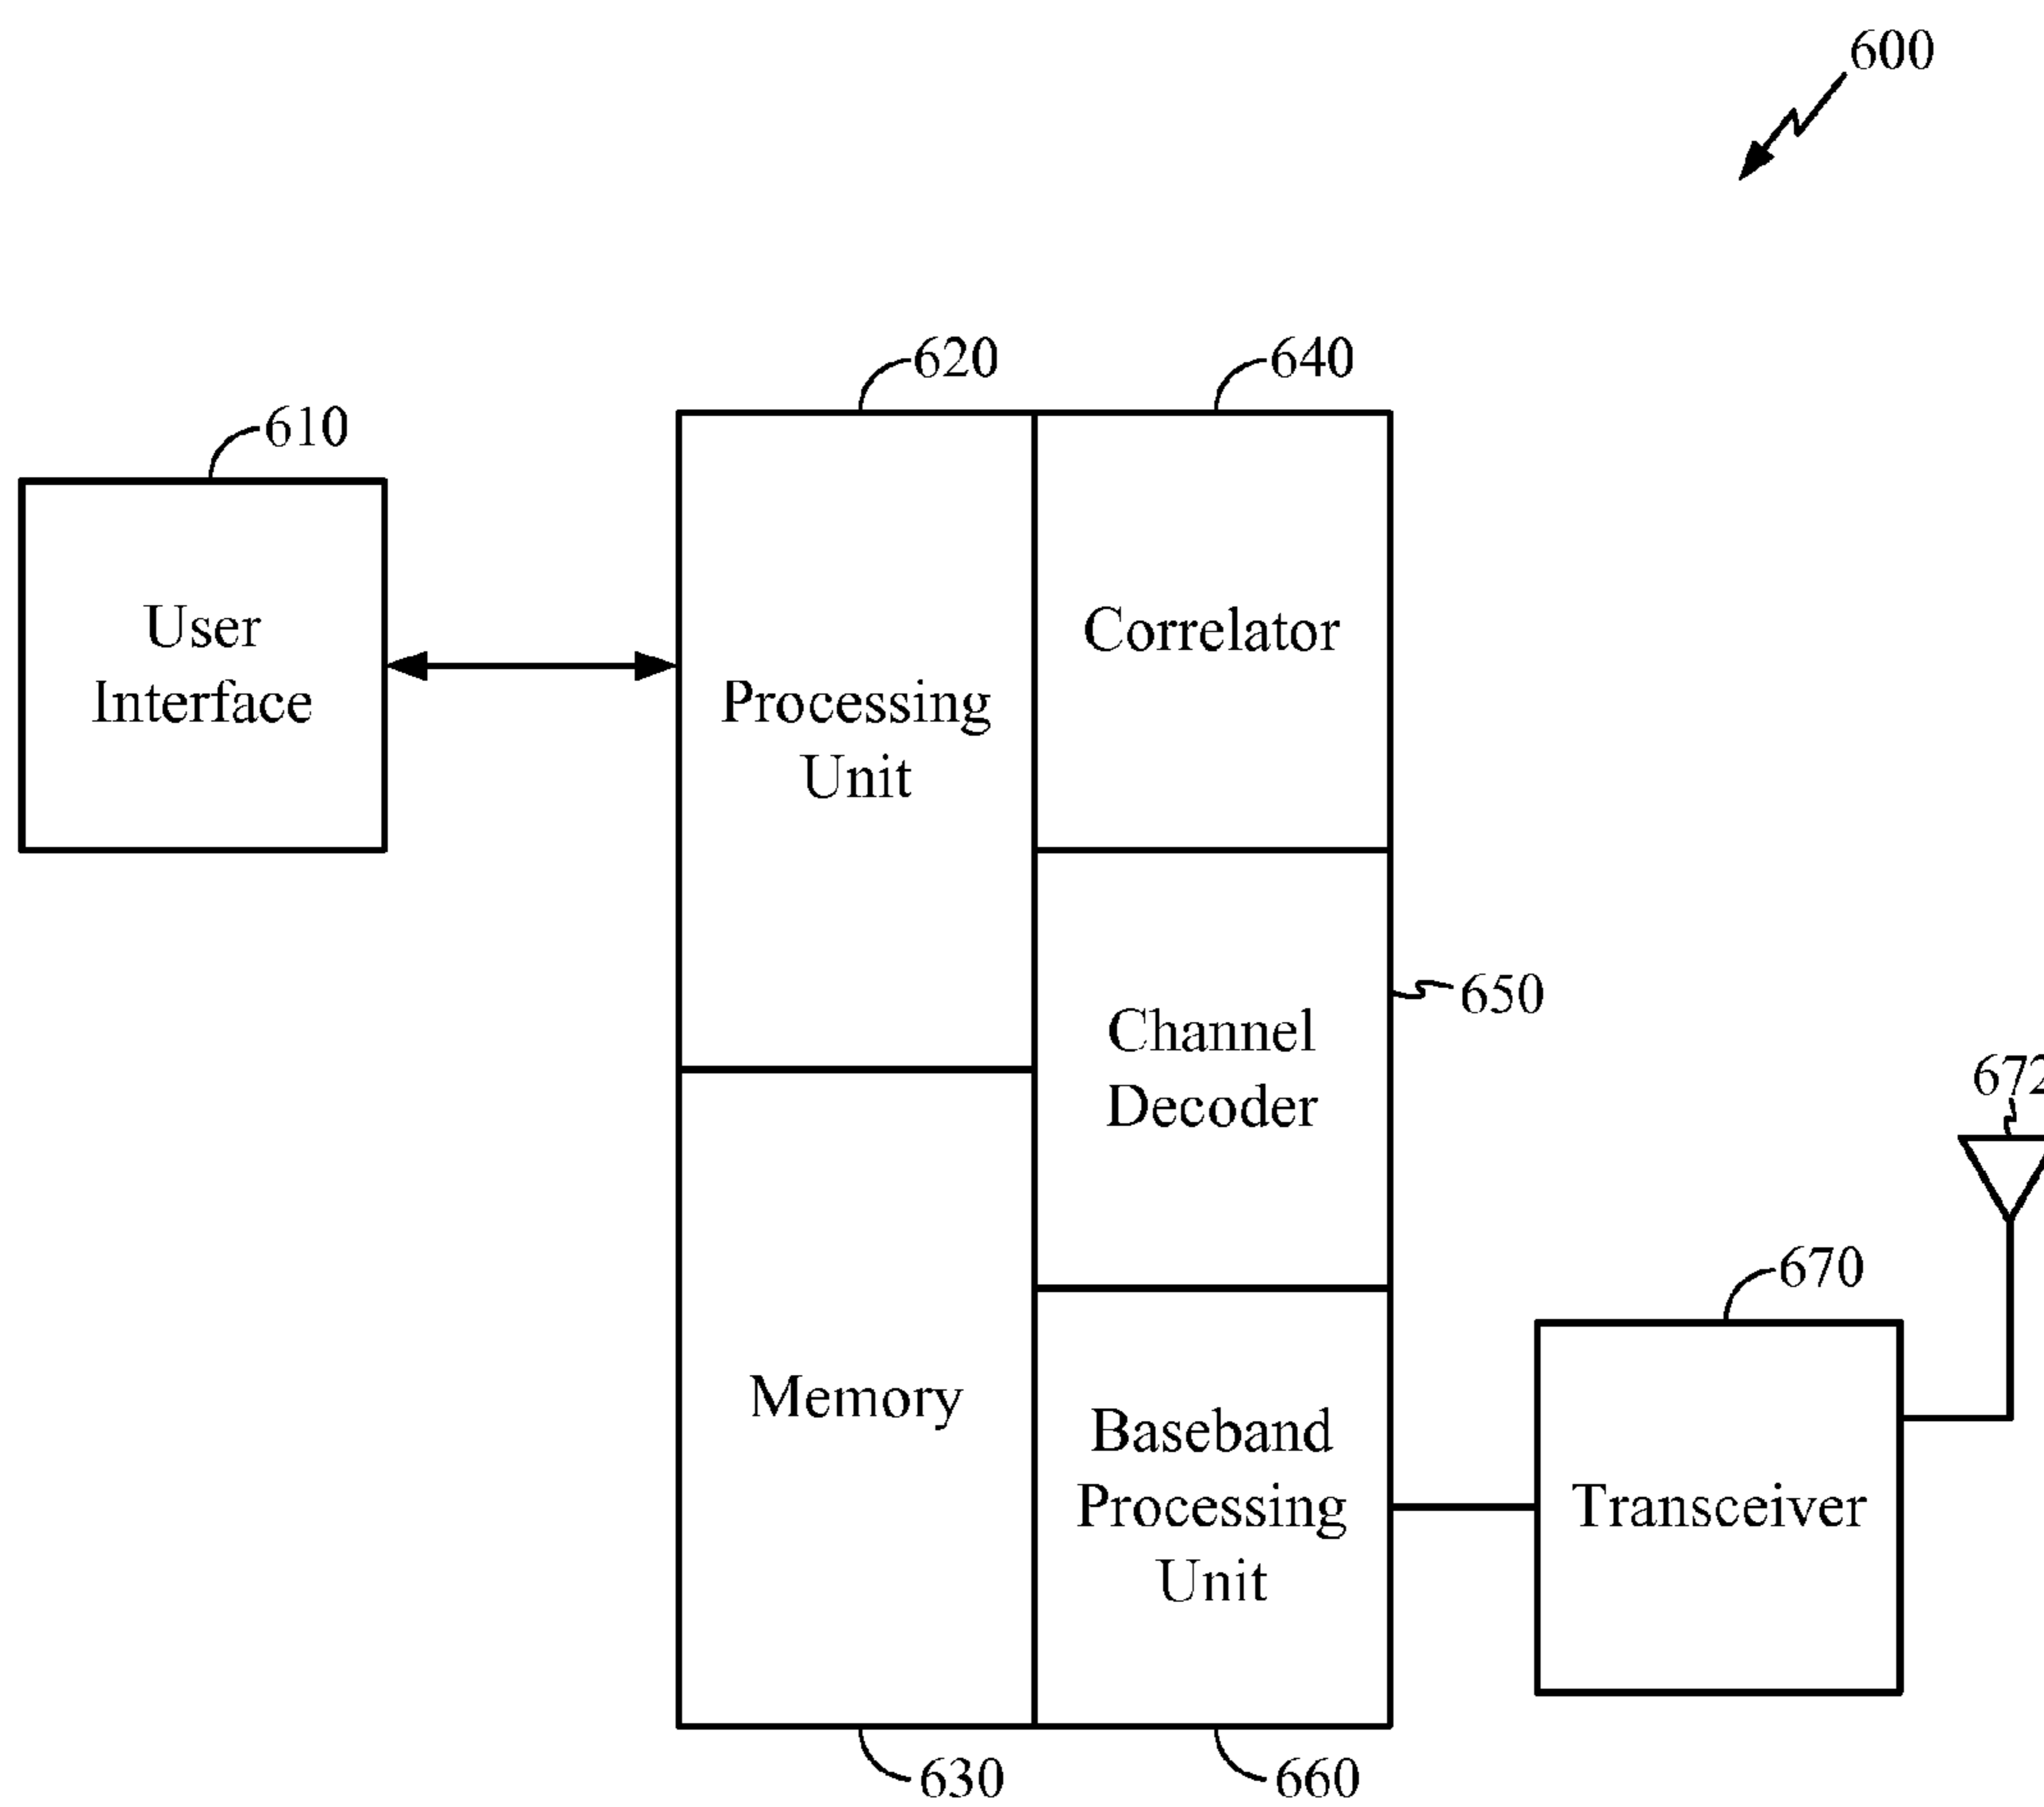 600
620
640
610
User
Interface
Processing
Unit
Correlator
650
Channel
Decoder
672
670
Memory
Baseband
Processing
Unit
Transceiver
630
660